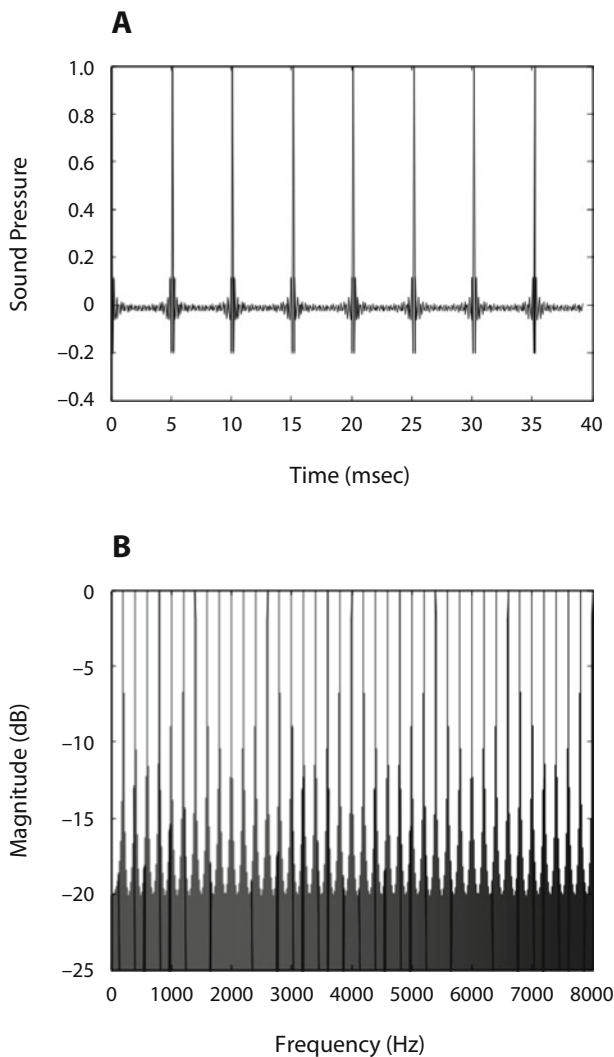 A
1.0
0.8
0.6
0.4
0.2
0
–0.2
–0.4
Sound Pressure
0 5 10 15 20 25 30 35 40
Time (msec)
B
0
–5
–10
–15
–20
–25
Magnitude (dB)
0 1000 2000 3000 4000 5000 6000 7000 8000
Frequency (Hz)